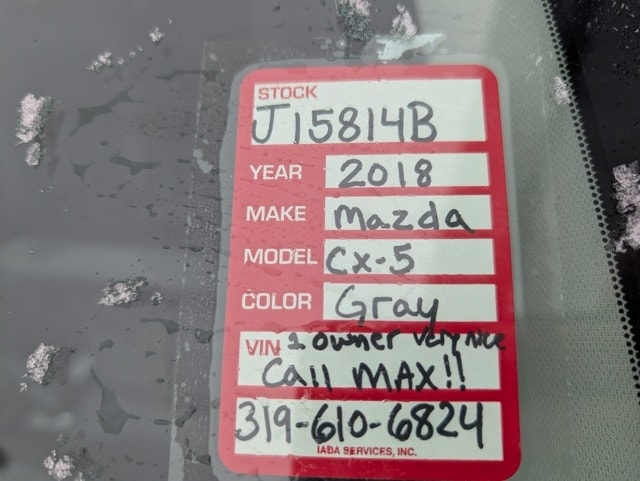 STOCK
J15814B
YEAR 2018
MAKE Mazda
MODEL Cx-5
COLOR Gray
VIN 1 owner very nice
Call MAX!!
319-610-6824
IADA SERVICES, INC.